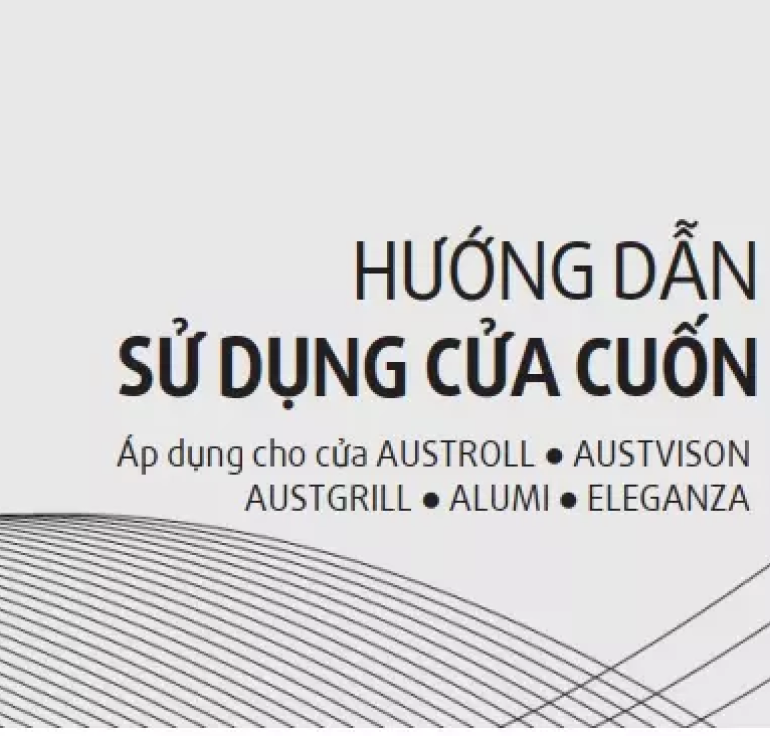 HƯỚNG DẪN
SỬ DỤNG CỬA CUỐN
Áp dụng cho cửa AUSTROLL ● AUSTVISON
AUSTGRILL ● ALUMI ● ELEGANZA